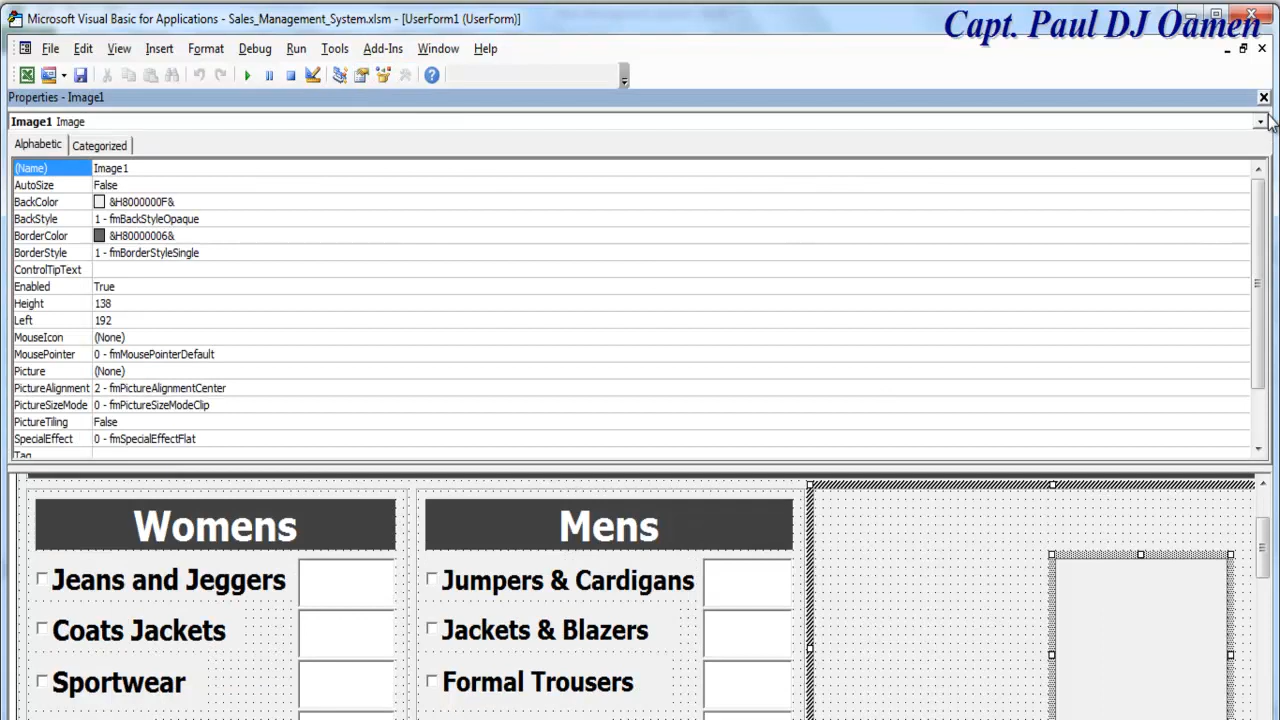 Microsoft Visual Basic for Applications - Sales_Management_System.xlsm - [UserForm1 (UserForm)]
Capt. Paul DJ Oamen
File Edit View Insert Format Debug Run Tools Add-Ins Window Help
Properties - Image1
Image1 Image
Alphabetic Categorized
(Name) Image1
AutoSize False
BackColor &H8000000F&
BackStyle 1 - fmBackStyleOpaque
BorderColor &H80000006&
BorderStyle 1 - fmBorderStyleSingle
ControlTipText
Enabled True
Height 138
Left 192
MouseIcon (None)
MousePointer 0 - fmMousePointerDefault
Picture (None)
PictureAlignment 2 - fmPictureAlignmentCenter
PictureSizeMode 0 - fmPictureSizeModeClip
PictureTiling False
SpecialEffect 0 - fmSpecialEffectFlat
Tag
Womens Mens
Jeans and Jeggers Jumpers & Cardigans
Coats Jackets Jackets & Blazers
Sportwear Formal Trousers